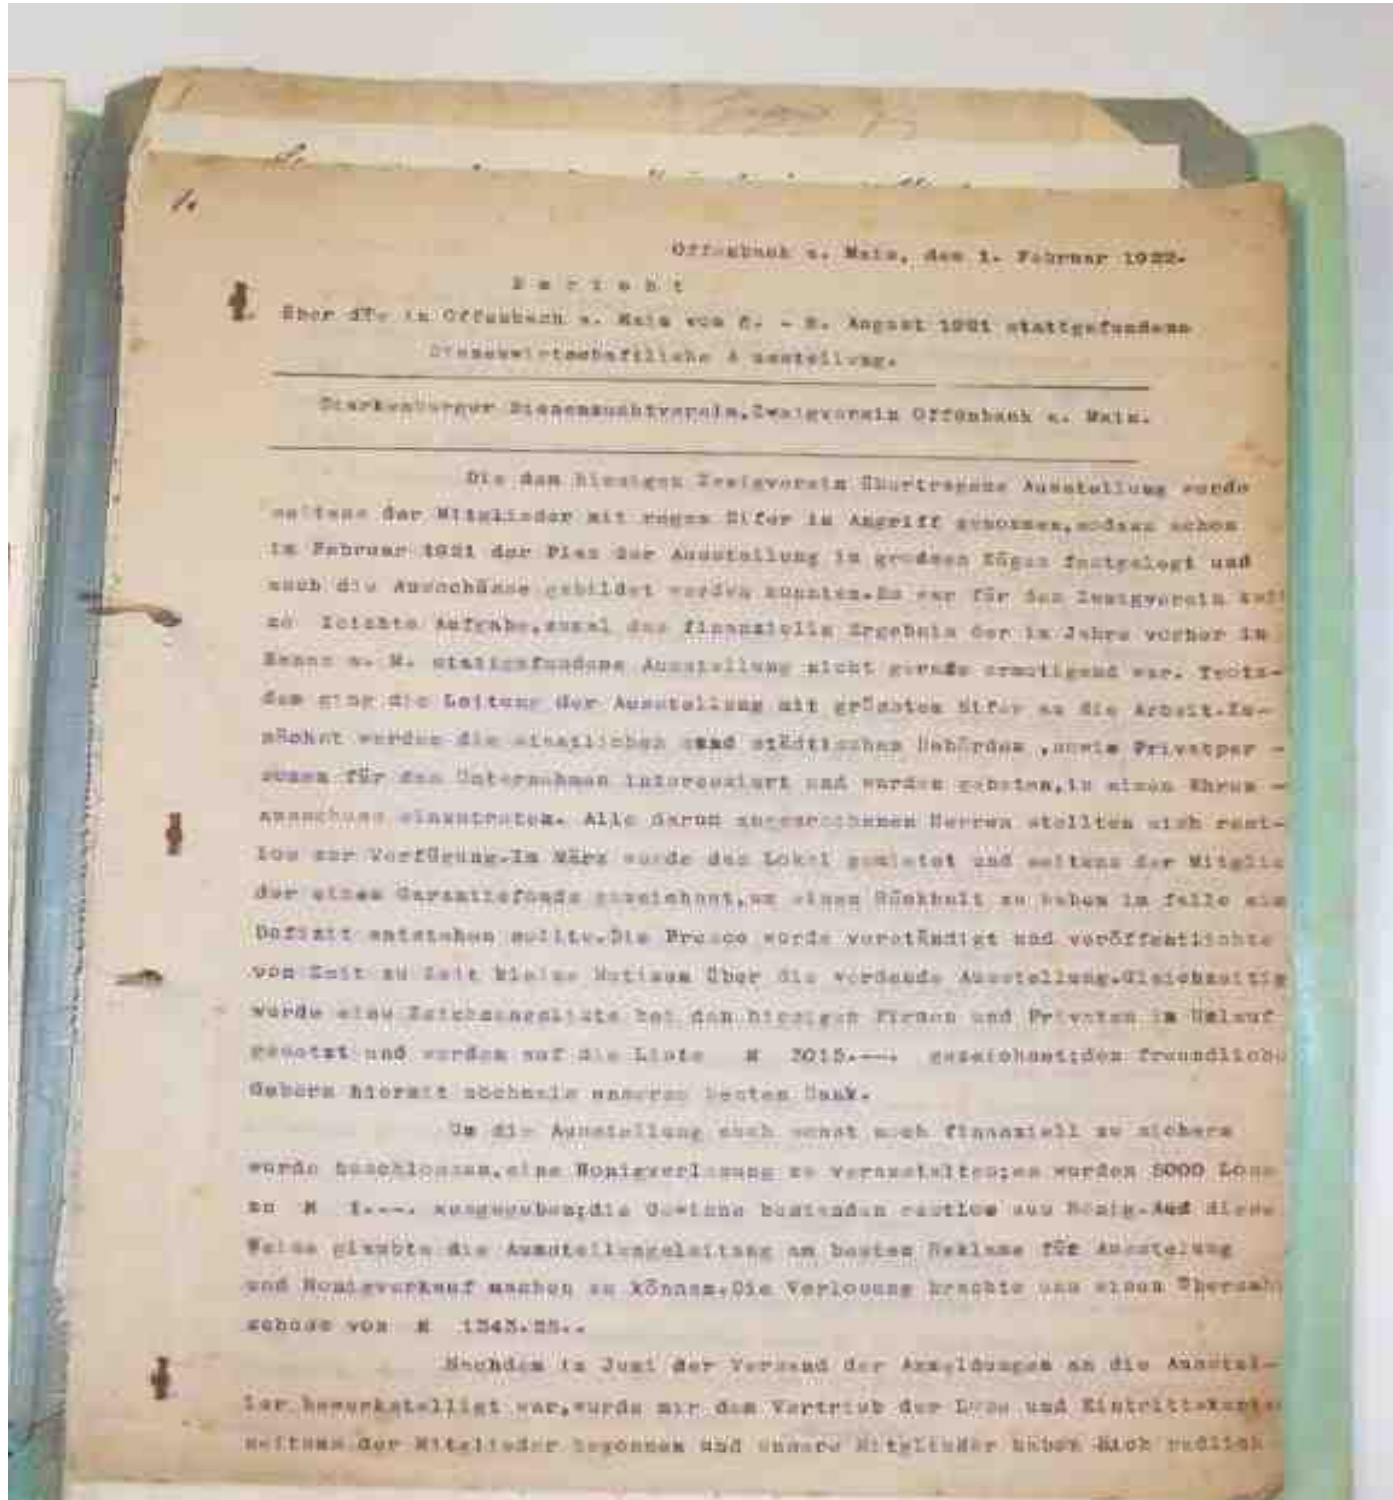 1.
Offenbach a. Main, den 1. Februar 1922.
B e r i c h t
Über die in Offenbach a. Main vom 6. - 8. August 1921 stattgefundene
Bienenwirtschaftliche Ausstellung.
Starkenburger Bienenzuchtverein, Zweigverein Offenbach a. Main.
Die dem hiesigen Zweigverein übertragene Ausstellung wurde
seitens der Mitglieder mit regem Eifer in Angriff genommen, sodass schon
im Februar 1921 der Plan der Ausstellung in grossen Zügen festgelegt und
auch die Ausschüsse gebildet werden konnten. Es war für den Zweigverein kei
ne leichte Aufgabe, zumal das finanzielle Ergebnis der im Jahre vorher in
a. M. stattgefundene Ausstellung nicht gerade ermutigend war. Trotz-
dem ging die Leitung der Ausstellung mit grösstem Eifer an die Arbeit. Zu-
nächst wurden die staatlichen und städtischen Behörden, sowie Privatper -
sonen für das Unternehmen interessiert und wurden gebeten, in einen Ehren -
ausschuss einzutreten. Alle darum angesprochenen Herren stellten sich rest-
los zur Verfügung. Im März wurde das Lokal gemietet und seitens der Mitglie
der einen Garantiefonds gezeichnet, um einen Rückhalt zu haben im falle ein
Defizit entstehen sollte. Die Presse wurde verständigt und veröffentlichte
von Zeit zu Zeit kleine Notizen über die werdende Ausstellung. Gleichzeitig
wurde eine Zeichnungsliste bei den hiesigen Firmen und Privaten in Umlauf
gesetzt und wurden auf die Liste M 3015.--. gezeichnet; den freundliche
Gebern hiermit nochmals unseren besten Dank.
Um die Ausstellung auch sonst noch finanziell zu sichern
wurde beschlossen, eine Honigverlosung zu veranstalten; es wurden 5000 Lose
zu M 1.--. ausgegeben; die Gewinne bestanden restlos aus Honig. Auf diese
Weise glaubte die Ausstellungsleitung am besten Reklame für Ausstelung
und Honigverkauf machen zu können. Die Verlosung brachte uns einen Übersch
schuss von M 1343.25..
Nachdem im Juni der Versand der Anmeldungen an die Ausstel-
ler bewerkstelligt war, wurde mir dem Vertrieb der Lose und Eintrittskarten
seitens der Mitglieder begonnen und unsere Mitglieder haben sich redlich